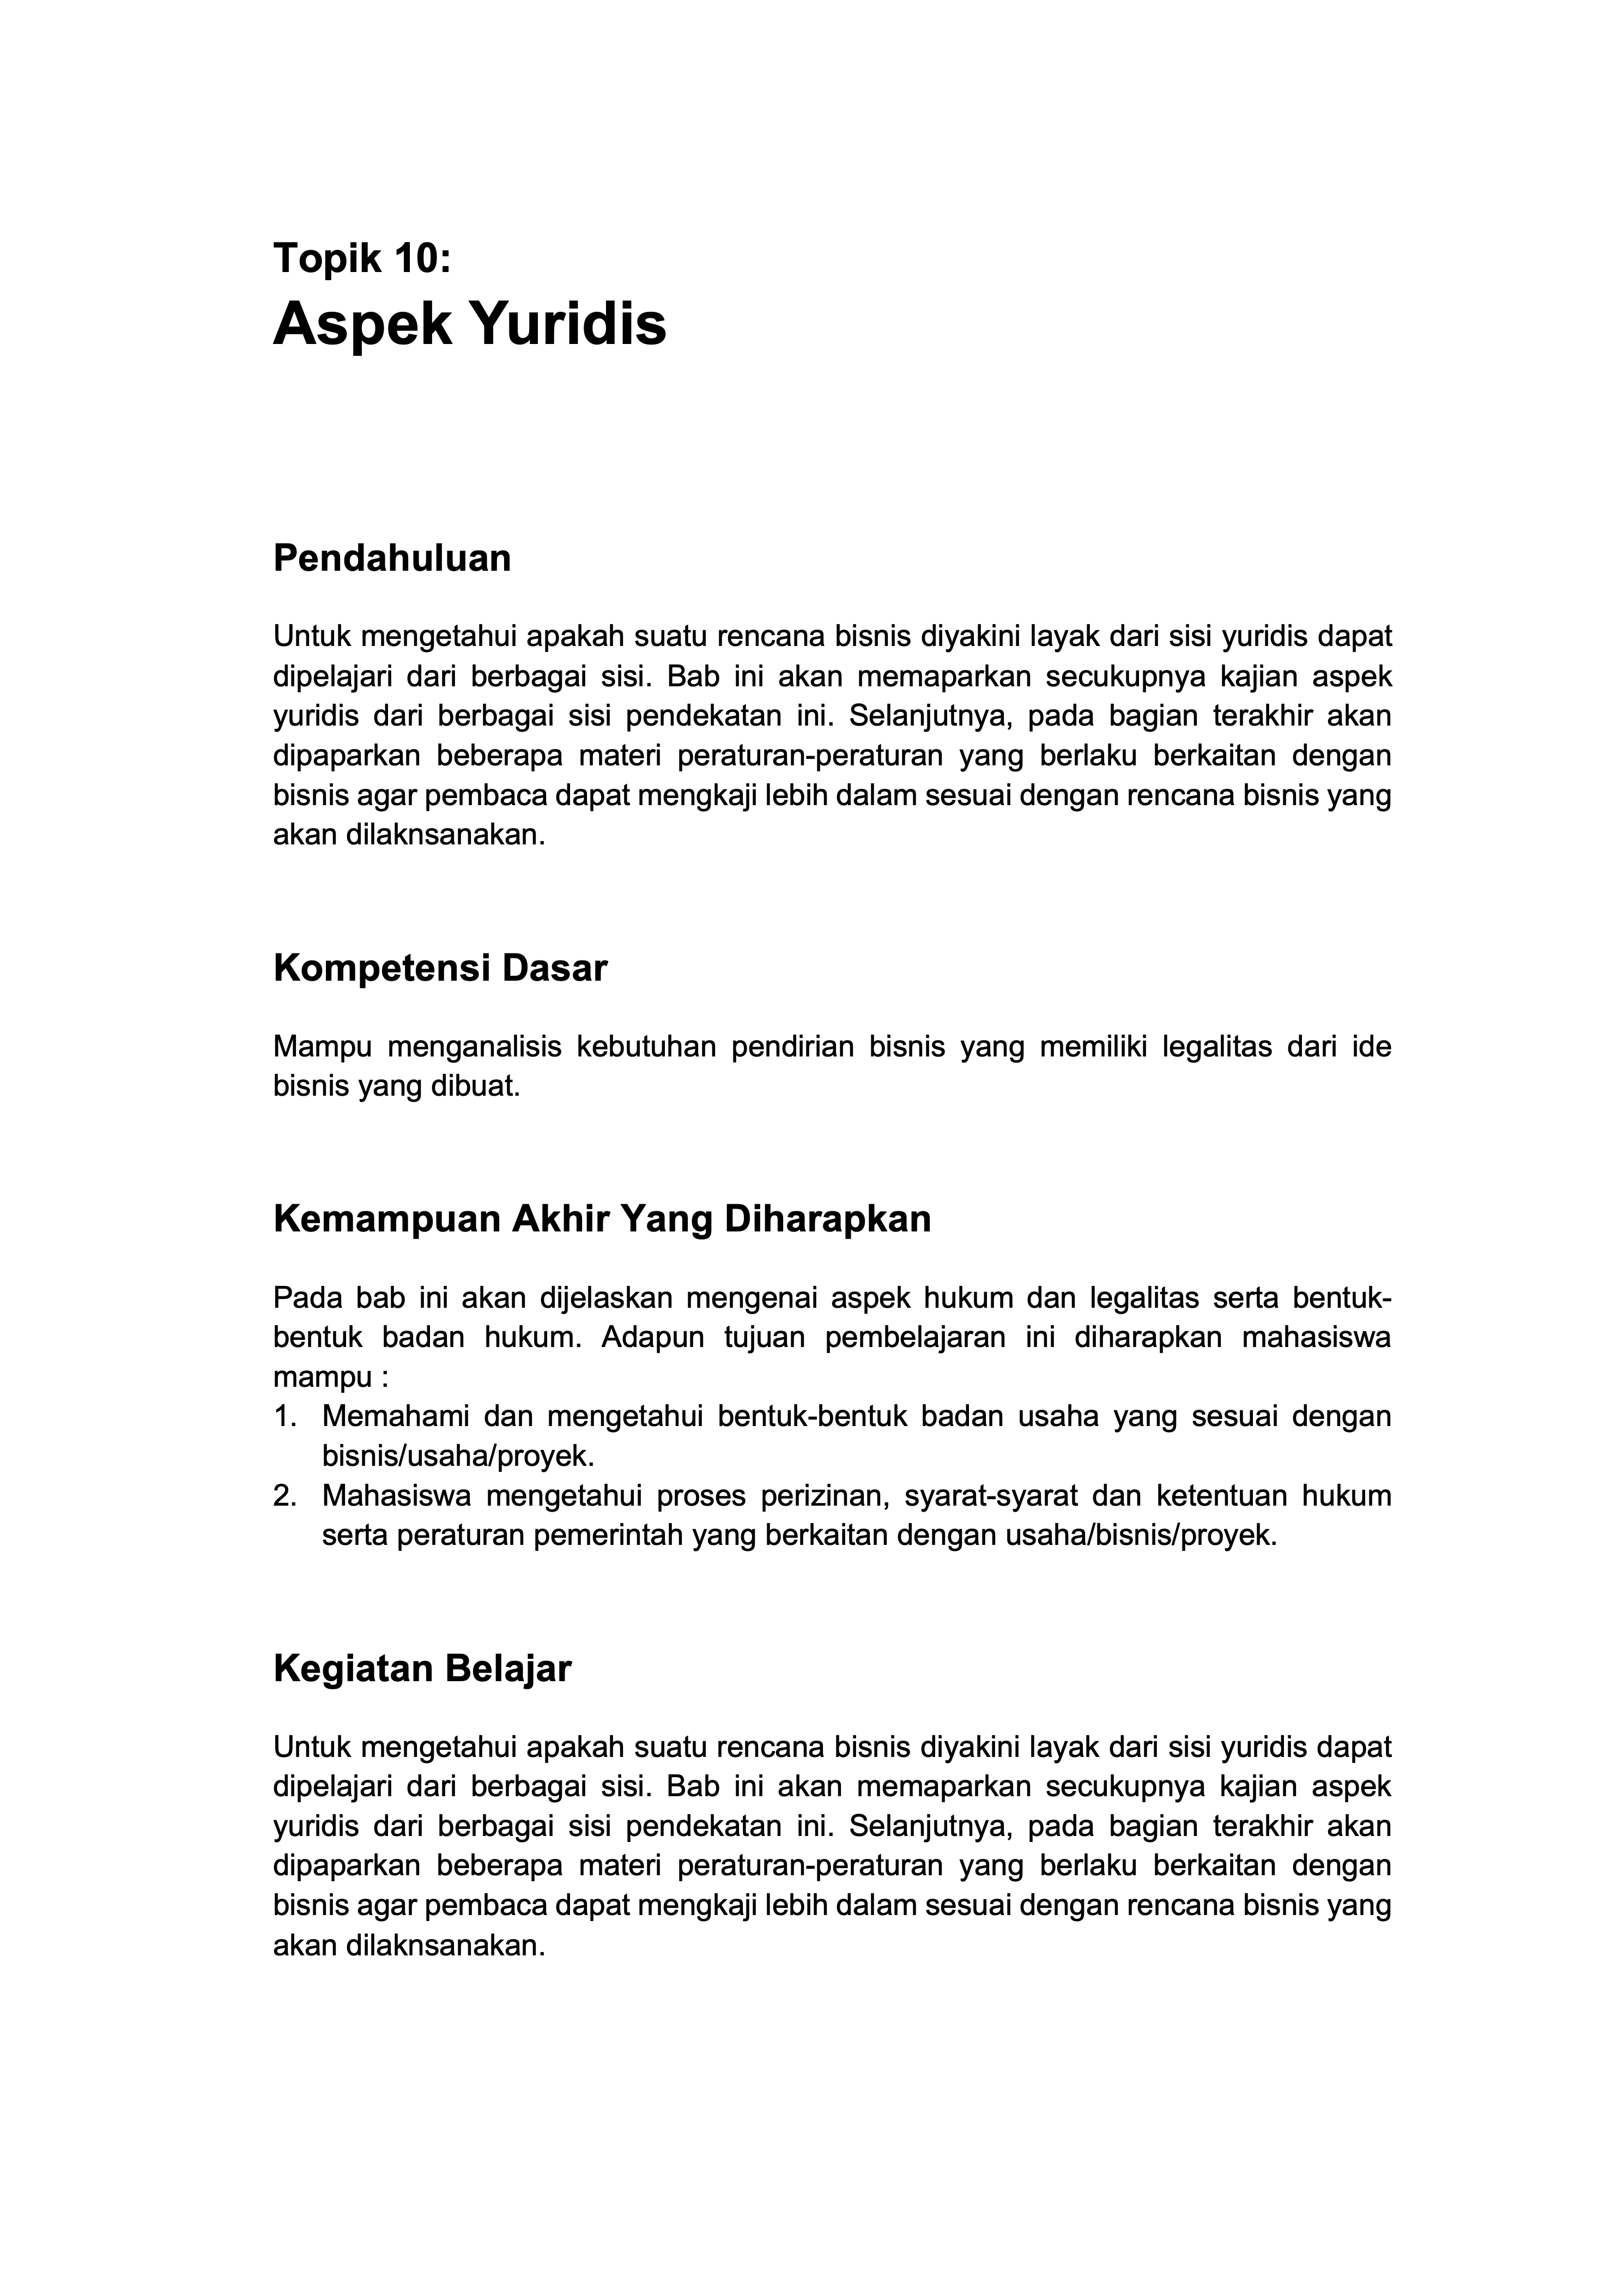 Topik 10:
Aspek Yuridis
Pendahuluan
Untuk mengetahui apakah suatu rencana bisnis diyakini layak dari sisi yuridis dapat
dipelajari dari berbagai sisi. Bab ini akan memaparkan secukupnya kajian aspek
yuridis dari berbagai sisi pendekatan ini. Selanjutnya, pada bagian terakhir akan
dipaparkan beberapa materi peraturan-peraturan yang berlaku berkaitan dengan
bisnis agar pembaca dapat mengkaji lebih dalam sesuai dengan rencana bisnis yang
akan dilaknsanakan.
Kompetensi Dasar
Mampu menganalisis kebutuhan pendirian bisnis yang memiliki legalitas dari ide
bisnis yang dibuat.
Kemampuan Akhir Yang Diharapkan
Pada bab ini akan dijelaskan mengenai aspek hukum dan legalitas serta bentuk-
bentuk badan hukum. Adapun tujuan pembelajaran ini diharapkan mahasiswa
mampu :
1. Memahami dan mengetahui bentuk-bentuk badan usaha yang sesuai dengan
bisnis/usaha/proyek.
2. Mahasiswa mengetahui proses perizinan, syarat-syarat dan ketentuan hukum
serta peraturan pemerintah yang berkaitan dengan usaha/bisnis/proyek.
Kegiatan Belajar
Untuk mengetahui apakah suatu rencana bisnis diyakini layak dari sisi yuridis dapat
dipelajari dari berbagai sisi. Bab ini akan memaparkan secukupnya kajian aspek
yuridis dari berbagai sisi pendekatan ini. Selanjutnya, pada bagian terakhir akan
dipaparkan beberapa materi peraturan-peraturan yang berlaku berkaitan dengan
bisnis agar pembaca dapat mengkaji lebih dalam sesuai dengan rencana bisnis yang
akan dilaknsanakan.